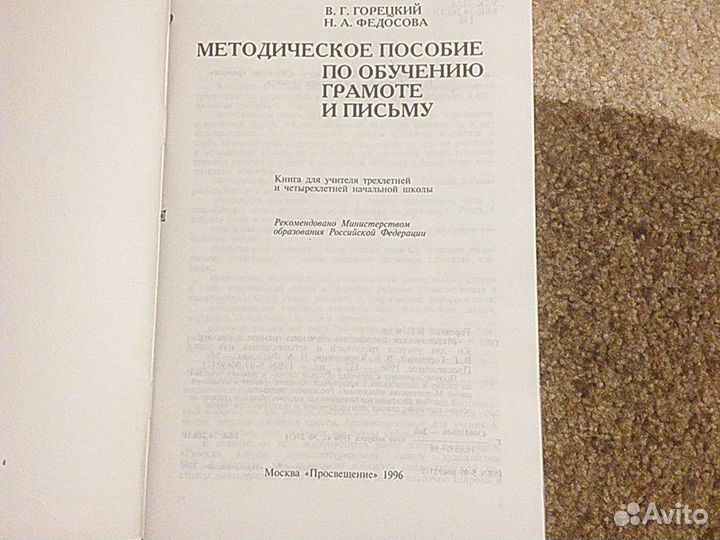 В. Г. ГОРЕЦКИЙ
Н. А. ФЕДОСОВА
МЕТОДИЧЕСКОЕ ПОСОБИЕ
ПО ОБУЧЕНИЮ
ГРАМОТЕ
И ПИСЬМУ
Книга для учителя трехлетней
и четырехлетней начальной школы
Рекомендовано Министерством
образования Российской Федерации
Москва «Просвещение» 1996
Avito